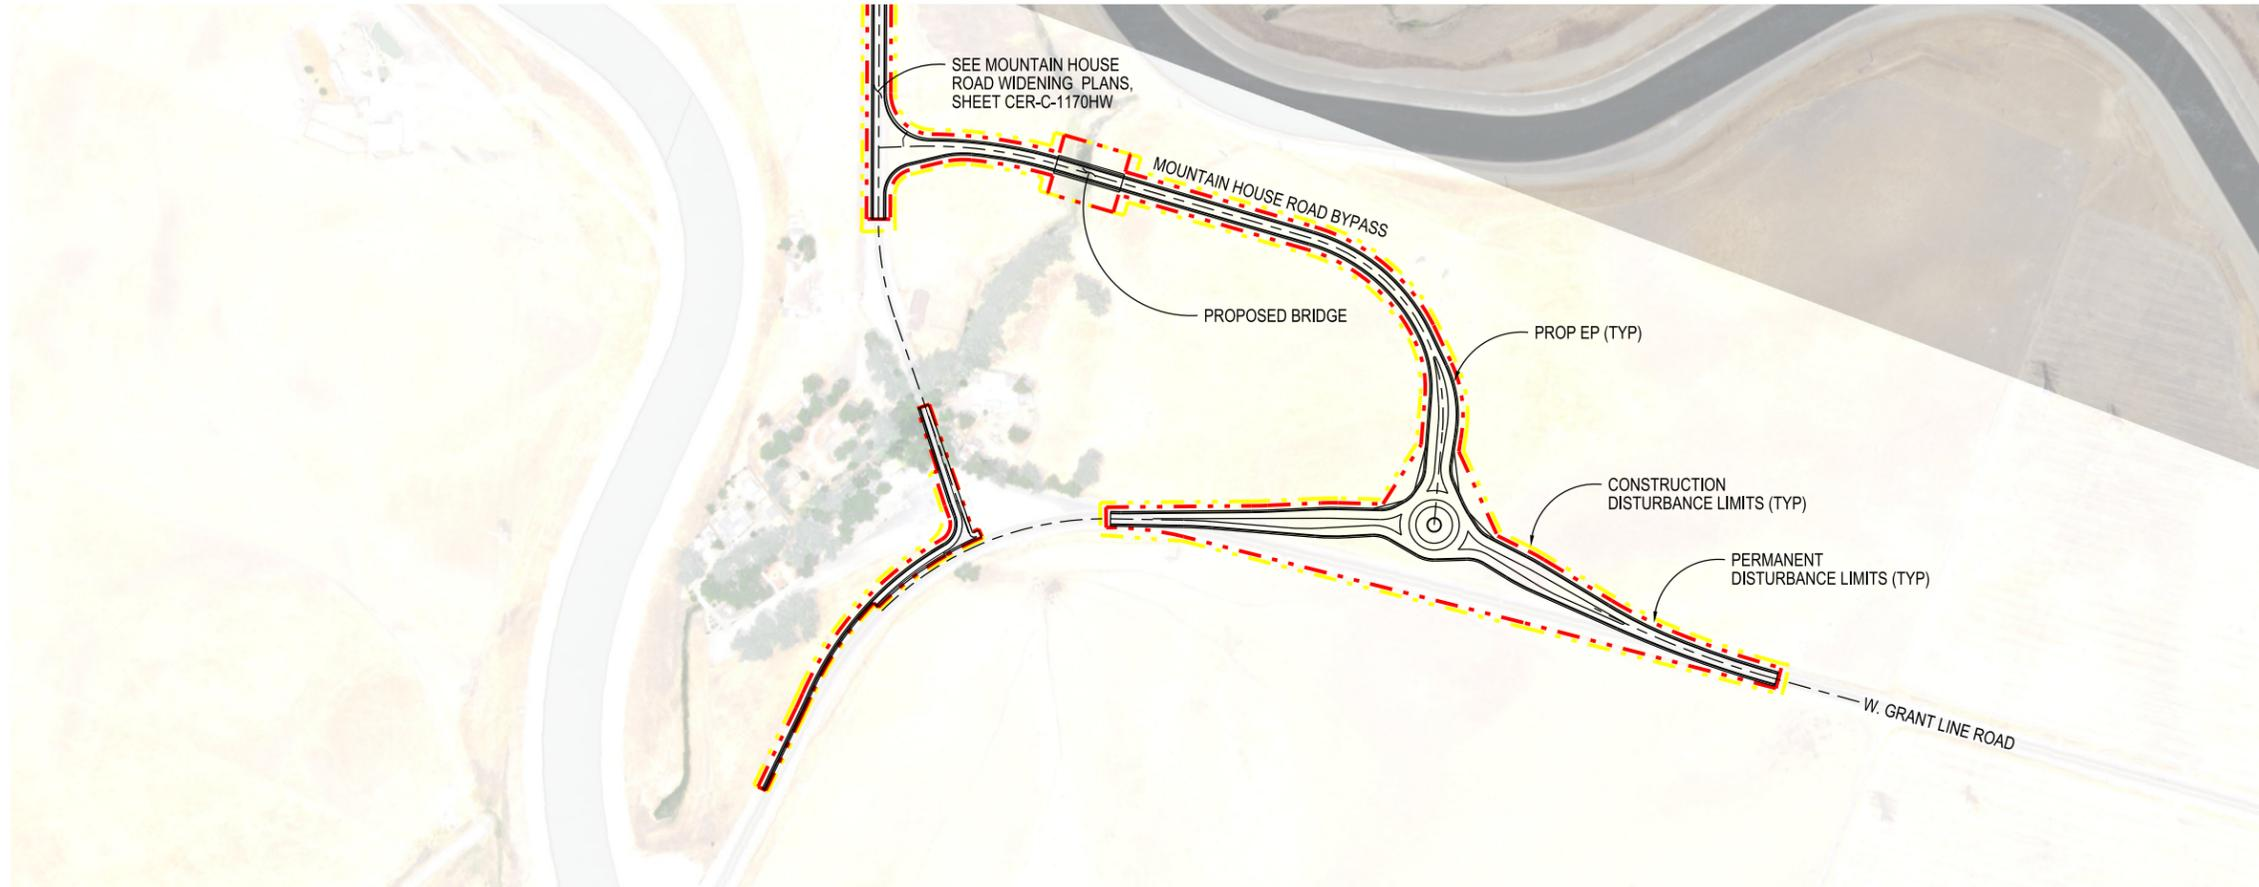 SEE MOUNTAIN HOUSE
ROAD WIDENING PLANS,
SHEET CER-C-1170HW
MOUNTAIN HOUSE ROAD BYPASS
PROPOSED BRIDGE
PROP EP (TYP)
CONSTRUCTION
DISTURBANCE LIMITS (TYP)
PERMANENT
DISTURBANCE LIMITS (TYP)
W. GRANT LINE ROAD